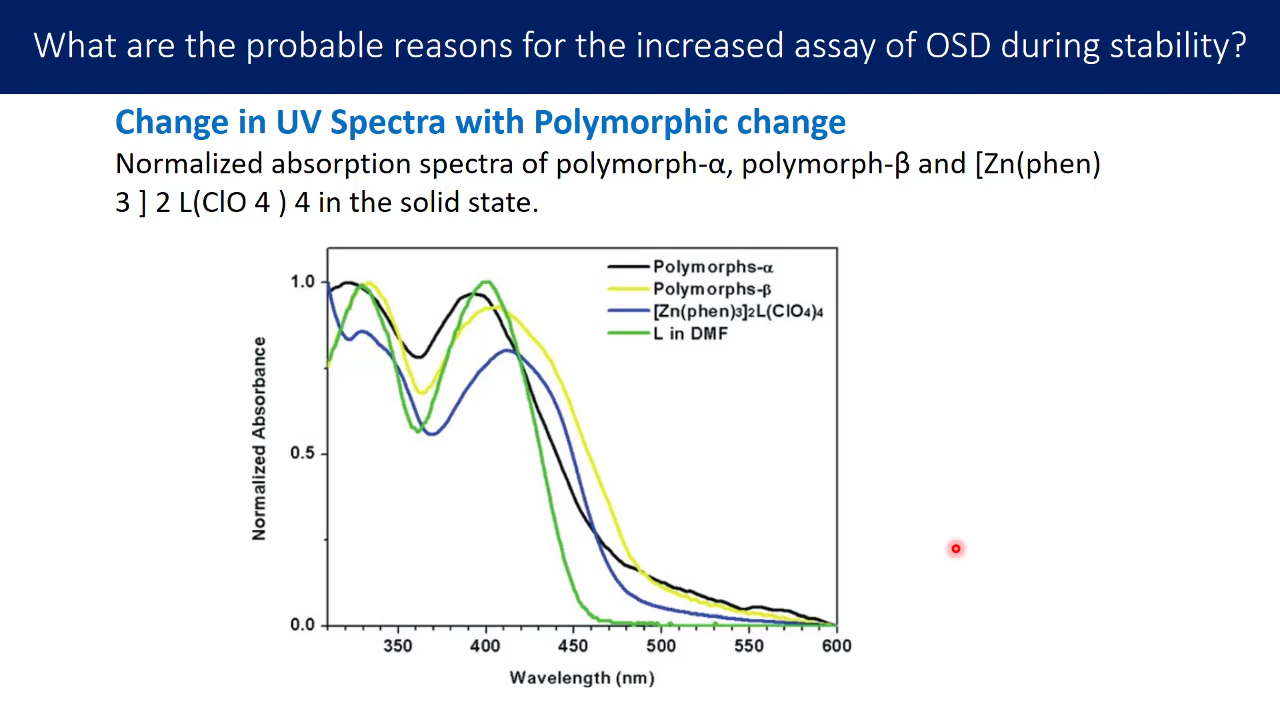 What are the probable reasons for the increased assay of OSD during stability?
Change in UV Spectra with Polymorphic change
Normalized absorption spectra of polymorph-α, polymorph-β and [Zn(phen)
3 ] 2 L(ClO 4 ) 4 in the solid state.
Polymorphs-α
Polymorphs-β
[Zn(phen)₃]₂L(ClO₄)₄
L in DMF
1.0
0.5
0.0
Normalized Absorbance
350 400 450 500 550 600
Wavelength (nm)